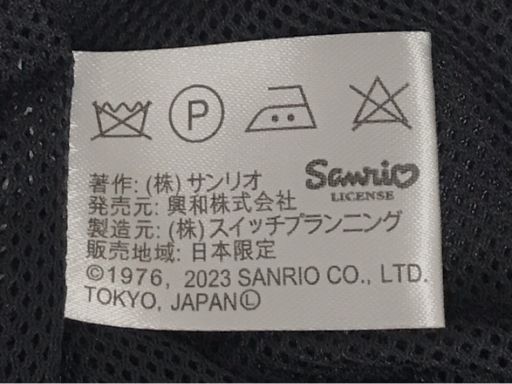 P
著作: (株) サンリオ
Sanrio
LICENSE
発売元: 興和株式会社
製造元: (株) スイッチプランニング
販売地域: 日本限定
©1976, 2023 SANRIO CO., LTD.
TOKYO, JAPANⓁ